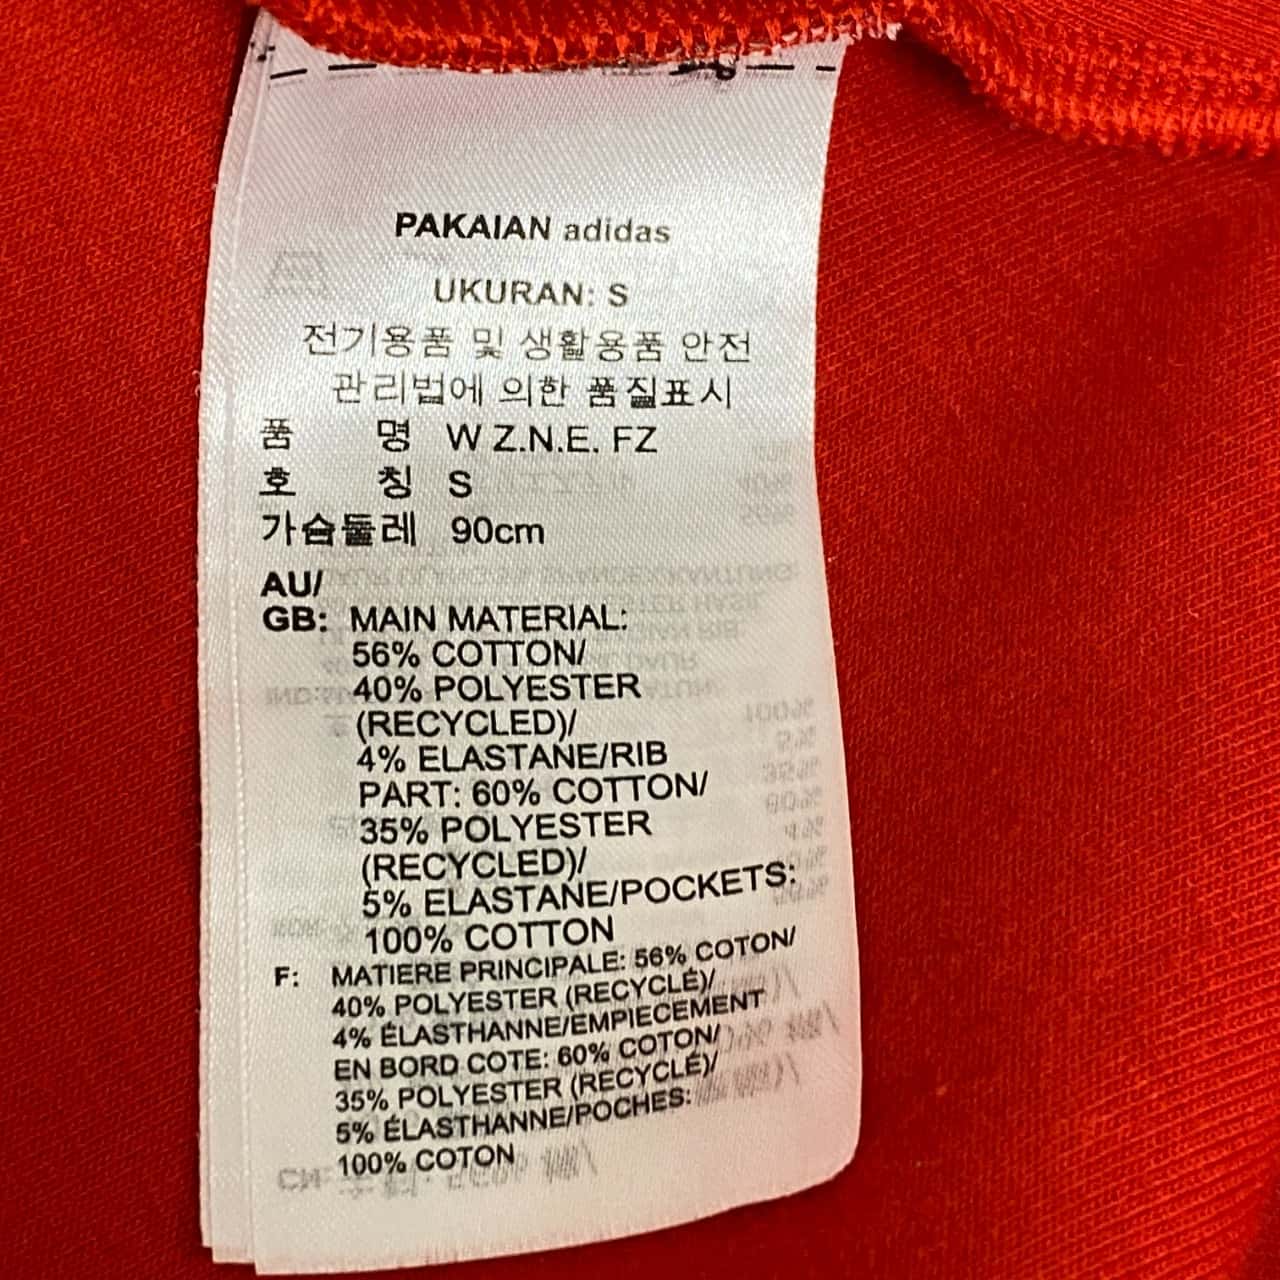 PAKAIAN adidas
UKURAN: S
전기용품 및 생활용품 안전
관리법에 의한 품질표시
품 명 W Z.N.E. FZ
호 칭 S
가슴둘레 90cm
AU/
GB: MAIN MATERIAL:
56% COTTON/
40% POLYESTER
(RECYCLED)/
4% ELASTANE/RIB
PART: 60% COTTON/
35% POLYESTER
(RECYCLED)/
5% ELASTANE/POCKETS:
100% COTTON
F: MATIERE PRINCIPALE: 56% COTON/
40% POLYESTER (RECYCLÉ)/
4% ÉLASTHANNE/EMPIECEMENT
EN BORD COTE: 60% COTON/
35% POLYESTER (RECYCLÉ)/
5% ÉLASTHANNE/POCHES:
100% COTON